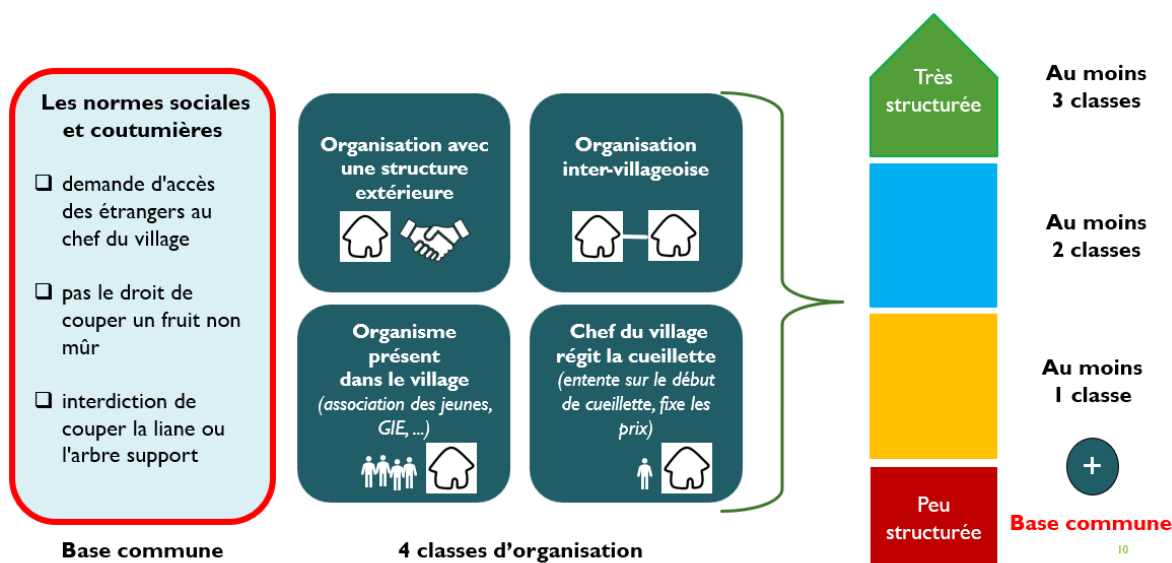 Les normes sociales
et coutumières
❑ demande d'accès
des étrangers au
chef du village
❑ pas le droit de
couper un fruit non
mûr
❑ interdiction de
couper la liane ou
l'arbre support
Base commune
Organisation avec
une structure
extérieure
Organisation
inter-villageoise
Organisme
présent
dans le village
(association des jeunes,
GIE, ...)
Chef du village
régit la cueillette
(entente sur le début
de cueillette, fixe les
prix)
4 classes d'organisation
Très
structurée
Au moins
3 classes
Au moins
2 classes
Au moins
1 classe
+
Peu
structurée
Base commune
10